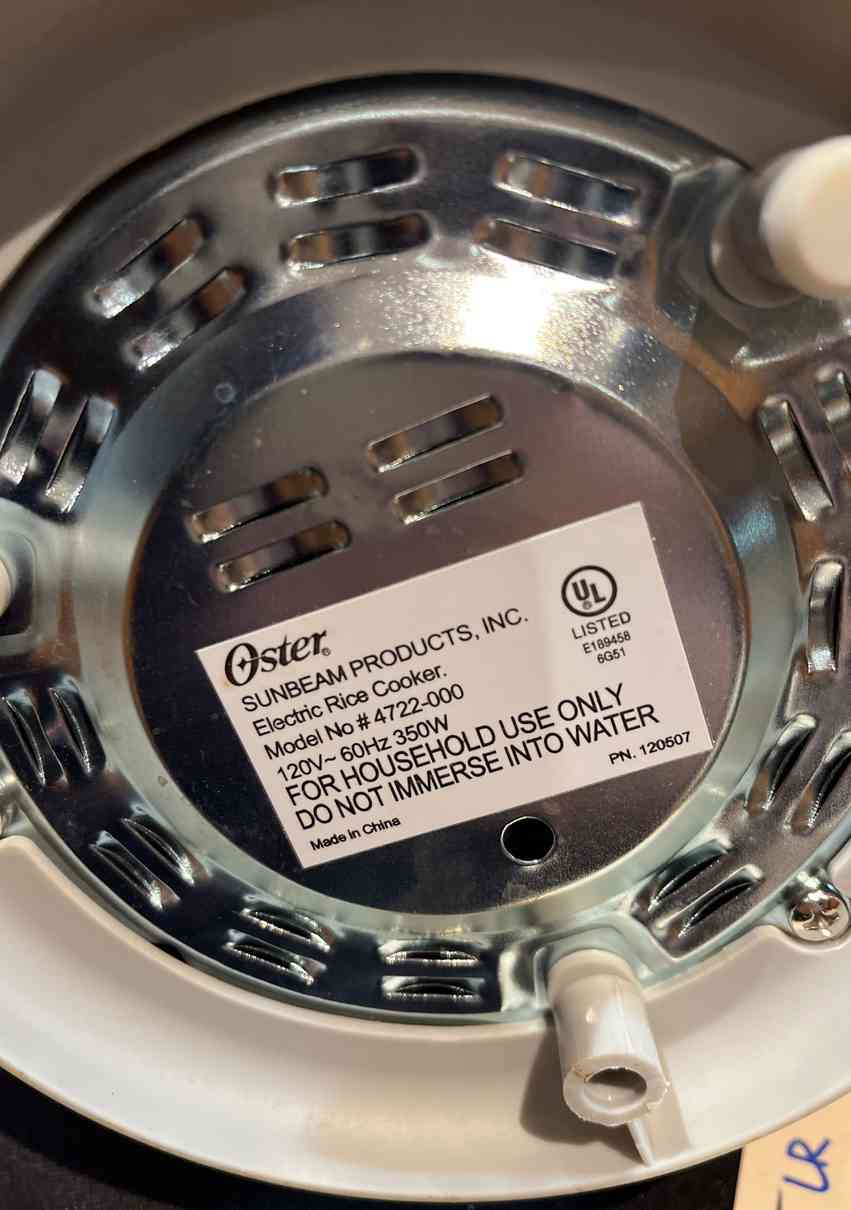 Oster®
SUNBEAM PRODUCTS, INC.
Electric Rice Cooker.
Model No # 4722-000
120V~ 60Hz 350W
FOR HOUSEHOLD USE ONLY
DO NOT IMMERSE INTO WATER
Made in China
PN. 120507
UL®
LISTED
E189458
6G51
LR